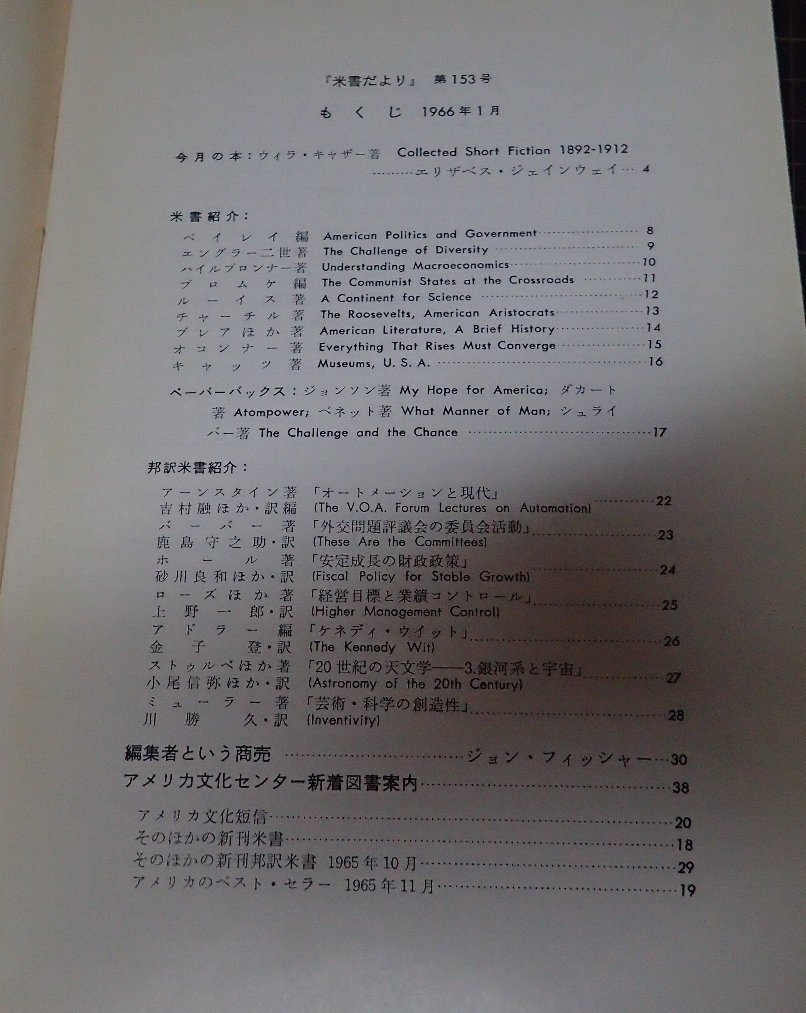 『米書だより』 第153号
もくじ 1966年1月
今月の本：ウィラ・キャザー著 Collected Short Fiction 1892-1912
………エリザベス・ジェインウェイ… 4
米書紹介：
ベイレイ編 American Politics and Government………………… 8
エングラー二世著 The Challenge of Diversity ………………………… 9
ハイルブロンナー著 Understanding Macroeconomics………………………10
ブロムケ編 The Communist States at the Crossroads …………11
ルーイス著 A Continent for Science …………………………12
チャーチル著 The Roosevelts, American Aristocrats………………13
ブレアほか著 American Literature, A Brief History………………14
オコンナー著 Everything That Rises Must Converge………………15
キャッツ著 Museums, U. S. A. ……………………………………16
ペーパーバックス：ジョンソン著 My Hope for America; ダカート
著 Atompower; ベネット著 What Manner of Man; シュライ
バー著 The Challenge and the Chance ………………………………17
邦訳米書紹介：
アーンスタイン著 「オートメーションと現代」
吉村融ほか・訳編 (The V.O.A. Forum Lectures on Automation)…………22
バーバー著 「外交問題評議会の委員会活動」
鹿島守之助・訳 (These Are the Committees)……………………23
ホール著 「安定成長の財政政策」
砂川良和ほか・訳 (Fiscal Policy for Stable Growth)……………………24
ローズほか著 「経営目標と業績コントロール」
上野一郎・訳 (Higher Management Control)……………………25
アドラー編 「ケネディ・ウイット」
金子登・訳 (The Kennedy Wit)……………………26
ストゥルベほか著 「20世紀の天文学――3.銀河系と宇宙」
小尾信弥ほか・訳 (Astronomy of the 20th Century)…………27
ミューラー著 「芸術・科学の創造性」
川勝久・訳 (Inventivity)……………………28
編集者という商売 ………………………………ジョン・フィッシャー…30
アメリカ文化センター新着図書案内………………………………………38
アメリカ文化短信……………………………………………………………20
そのほかの新刊米書…………………………………………………………18
そのほかの新刊邦訳米書 1965年10月………………………………………29
アメリカのベスト・セラー 1965年11月……………………………………19